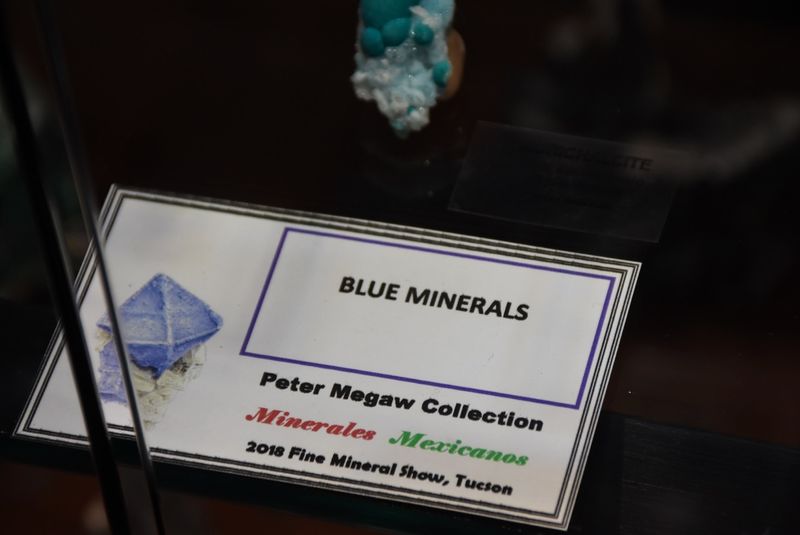 BLUE MINERALS
Peter Megaw Collection
Minerales Mexicanos
2018 Fine Mineral Show, Tucson